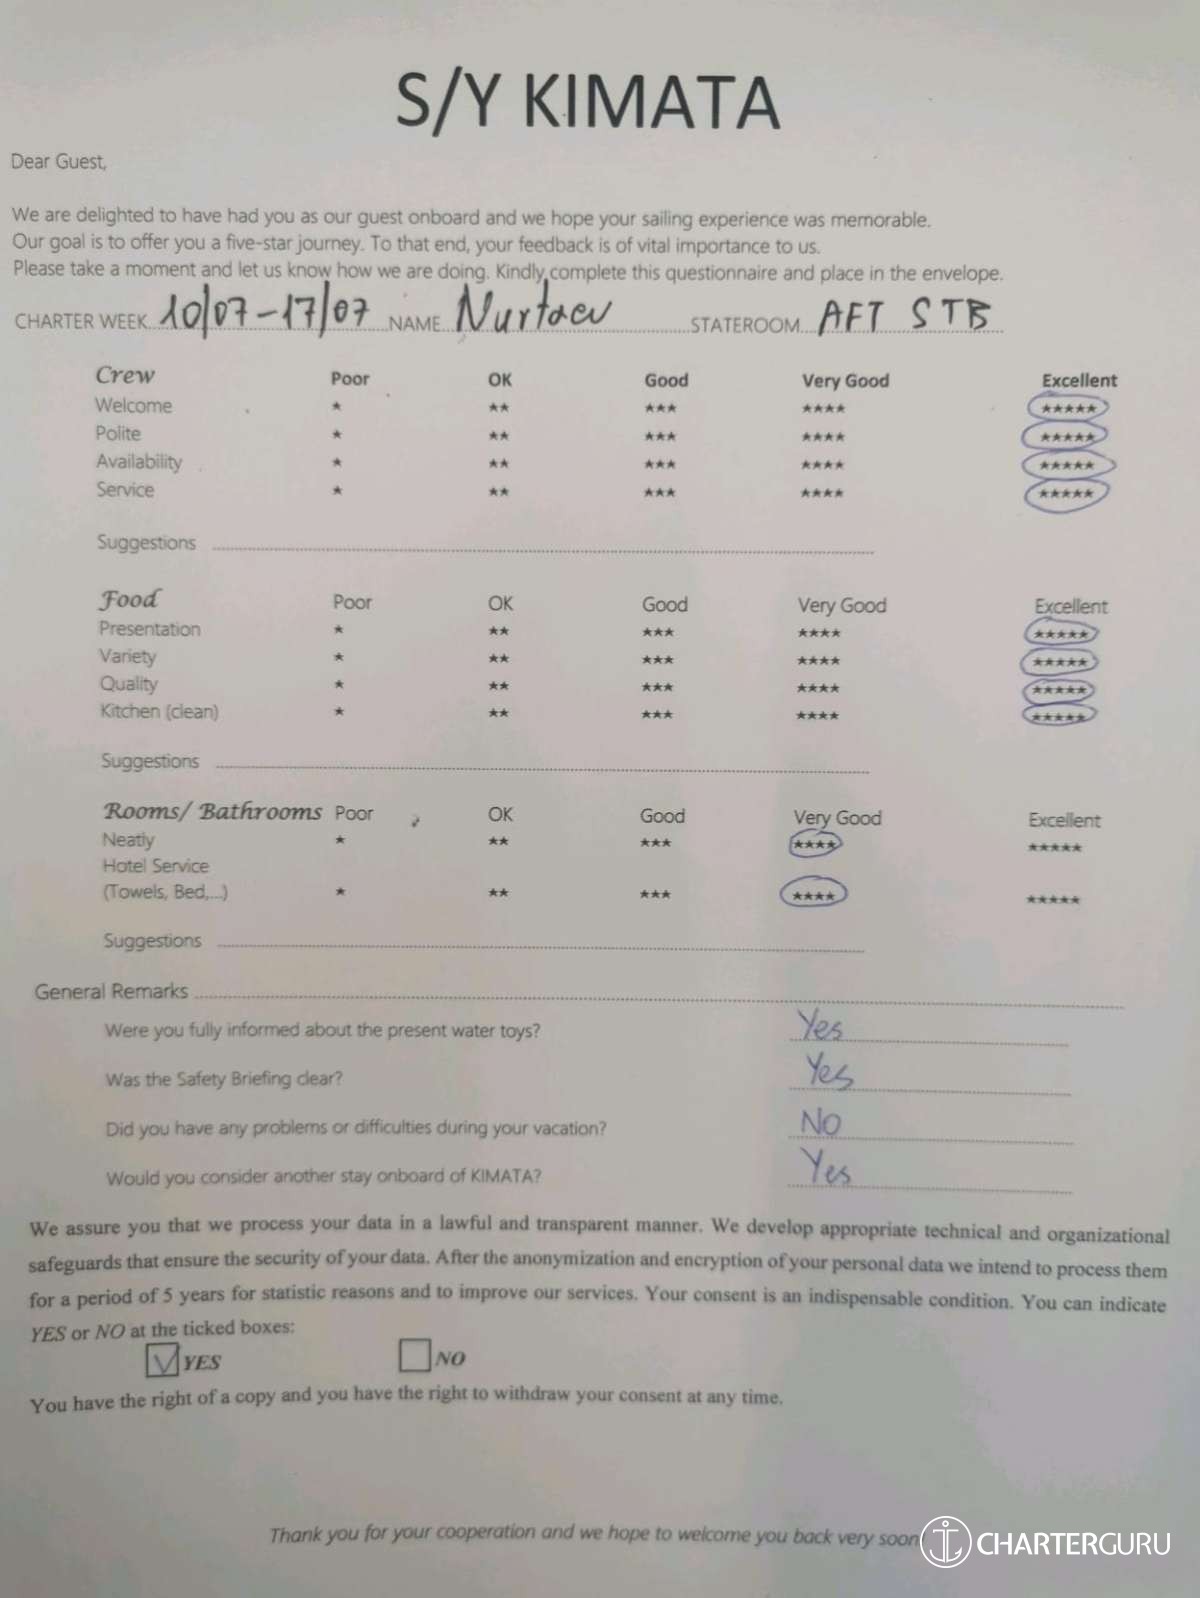 S/Y KIMATA
Dear Guest,
We are delighted to have had you as our guest onboard and we hope your sailing experience was memorable.
Our goal is to offer you a five-star journey. To that end, your feedback is of vital importance to us.
Please take a moment and let us know how we are doing. Kindly complete this questionnaire and place in the envelope.
CHARTER WEEK 10/07-17/07 NAME Nurtaev STATEROOM AFT STB
Crew Poor OK Good Very Good Excellent
Welcome ★ ★★ ★★★ ★★★★ ★★★★★
Polite ★ ★★ ★★★ ★★★★ ★★★★★
Availability ★ ★★ ★★★ ★★★★ ★★★★★
Service ★ ★★ ★★★ ★★★★ ★★★★★
Suggestions
Food Poor OK Good Very Good Excellent
Presentation ★ ★★ ★★★ ★★★★ ★★★★★
Variety ★ ★★ ★★★ ★★★★ ★★★★★
Quality ★ ★★ ★★★ ★★★★ ★★★★★
Kitchen (clean) ★ ★★ ★★★ ★★★★ ★★★★★
Suggestions
Rooms/ Bathrooms Poor OK Good Very Good Excellent
Neatly ★ ★★ ★★★ ★★★★ ★★★★★
Hotel Service
(Towels, Bed,...) ★ ★★ ★★★ ★★★★ ★★★★★
Suggestions
General Remarks
Were you fully informed about the present water toys? Yes
Was the Safety Briefing clear? Yes
Did you have any problems or difficulties during your vacation? No
Would you consider another stay onboard of KIMATA? Yes
We assure you that we process your data in a lawful and transparent manner. We develop appropriate technical and organizational
safeguards that ensure the security of your data. After the anonymization and encryption of your personal data we intend to process them
for a period of 5 years for statistic reasons and to improve our services. Your consent is an indispensable condition. You can indicate
YES or NO at the ticked boxes:
YES NO
You have the right of a copy and you have the right to withdraw your consent at any time.
Thank you for your cooperation and we hope to welcome you back very soon
CHARTERGURU